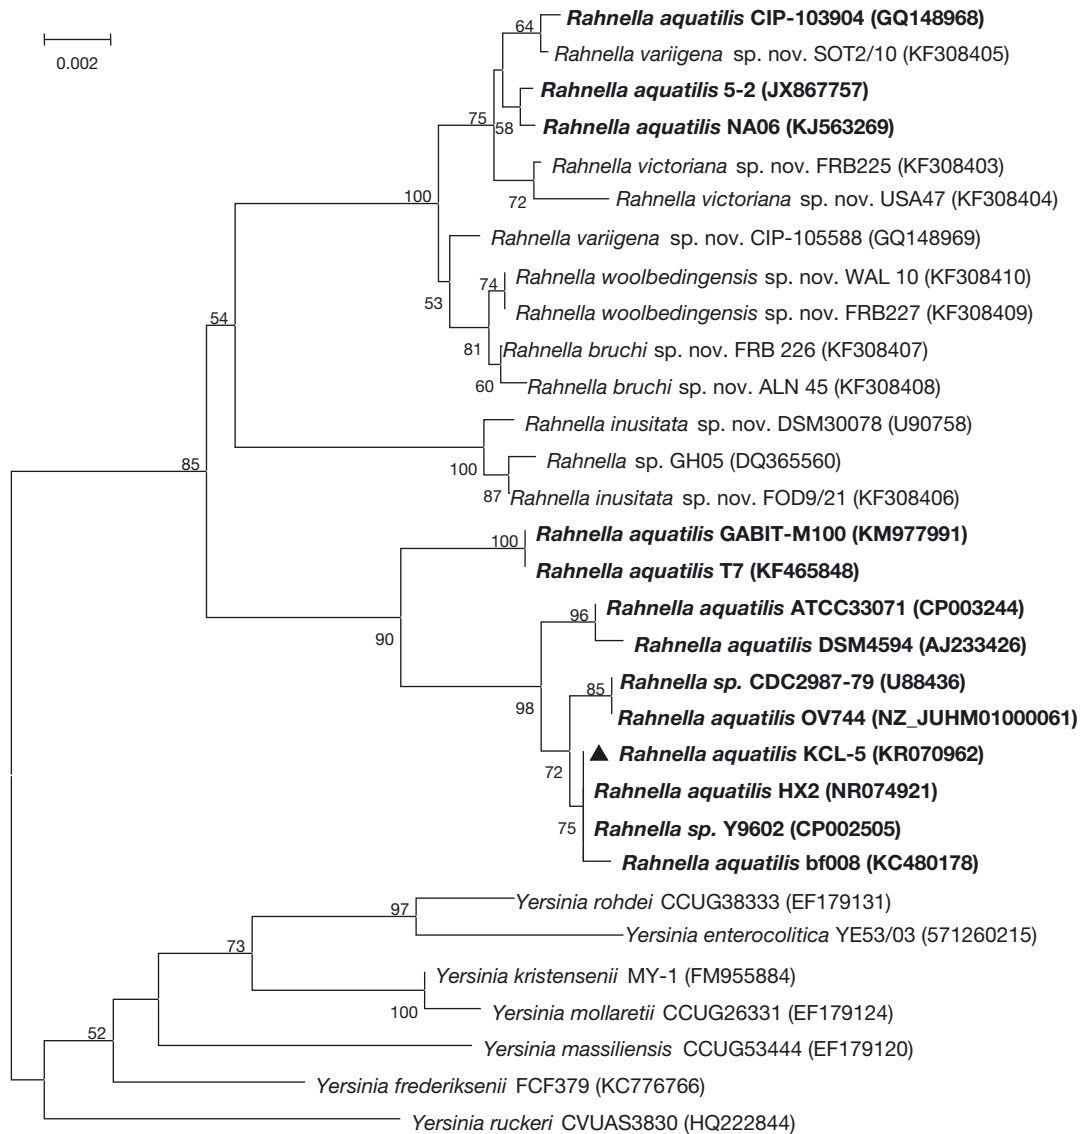 64
Rahnella aquatilis CIP-103904 (GQ148968)
0.002
Rahnella variigena sp. nov. SOT2/10 (KF308405)
Rahnella aquatilis 5-2 (JX867757)
75
58
Rahnella aquatilis NA06 (KJ563269)
Rahnella victoriana sp. nov. FRB225 (KF308403)
100
72
Rahnella victoriana sp. nov. USA47 (KF308404)
Rahnella variigena sp. nov. CIP-105588 (GQ148969)
74
Rahnella woolbedingensis sp. nov. WAL 10 (KF308410)
53
Rahnella woolbedingensis sp. nov. FRB227 (KF308409)
54
81
Rahnella bruchi sp. nov. FRB 226 (KF308407)
60
Rahnella bruchi sp. nov. ALN 45 (KF308408)
Rahnella inusitata sp. nov. DSM30078 (U90758)
85
100
Rahnella sp. GH05 (DQ365560)
87
Rahnella inusitata sp. nov. FOD9/21 (KF308406)
100
Rahnella aquatilis GABIT-M100 (KM977991)
Rahnella aquatilis T7 (KF465848)
96
Rahnella aquatilis ATCC33071 (CP003244)
90
Rahnella aquatilis DSM4594 (AJ233426)
85
Rahnella sp. CDC2987-79 (U88436)
98
Rahnella aquatilis OV744 (NZ_JUHM01000061)
Rahnella aquatilis KCL-5 (KR070962)
72
Rahnella aquatilis HX2 (NR074921)
75
Rahnella sp. Y9602 (CP002505)
Rahnella aquatilis bf008 (KC480178)
97
Yersinia rohdei CCUG38333 (EF179131)
73
Yersinia enterocolitica YE53/03 (571260215)
Yersinia kristensenii MY-1 (FM955884)
100
Yersinia mollaretii CCUG26331 (EF179124)
52
Yersinia massiliensis CCUG53444 (EF179120)
Yersinia frederiksenii FCF379 (KC776766)
Yersinia ruckeri CVUAS3830 (HQ222844)